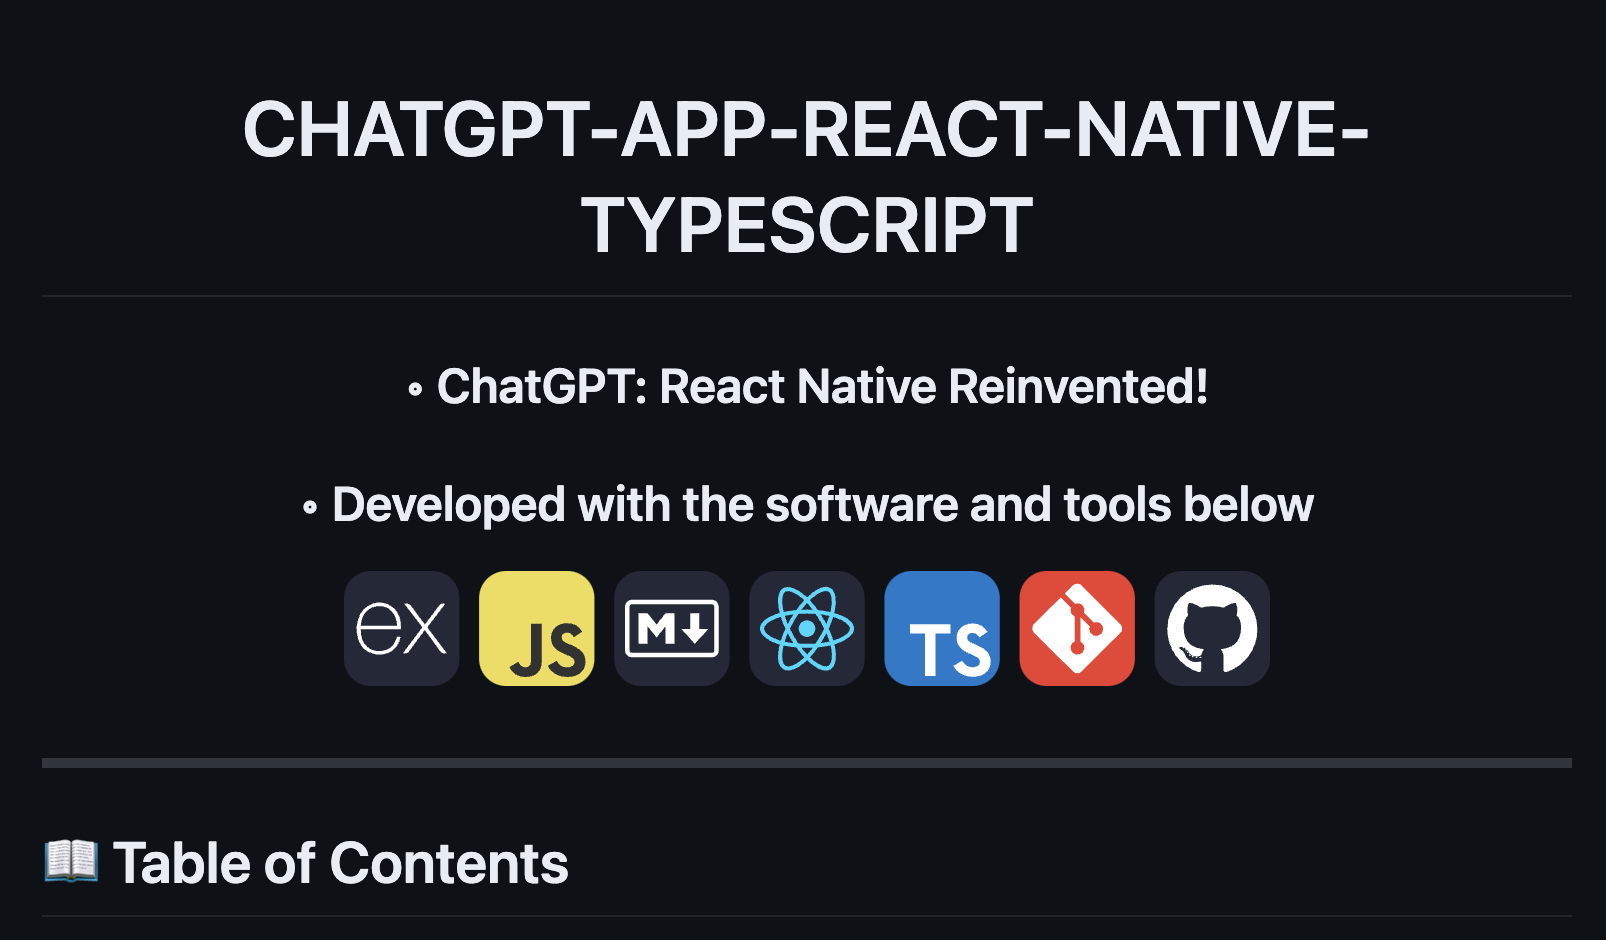 CHATGPT-APP-REACT-NATIVE-
TYPESCRIPT
◦ ChatGPT: React Native Reinvented!
◦ Developed with the software and tools below
ex JS M TS
📖 Table of Contents